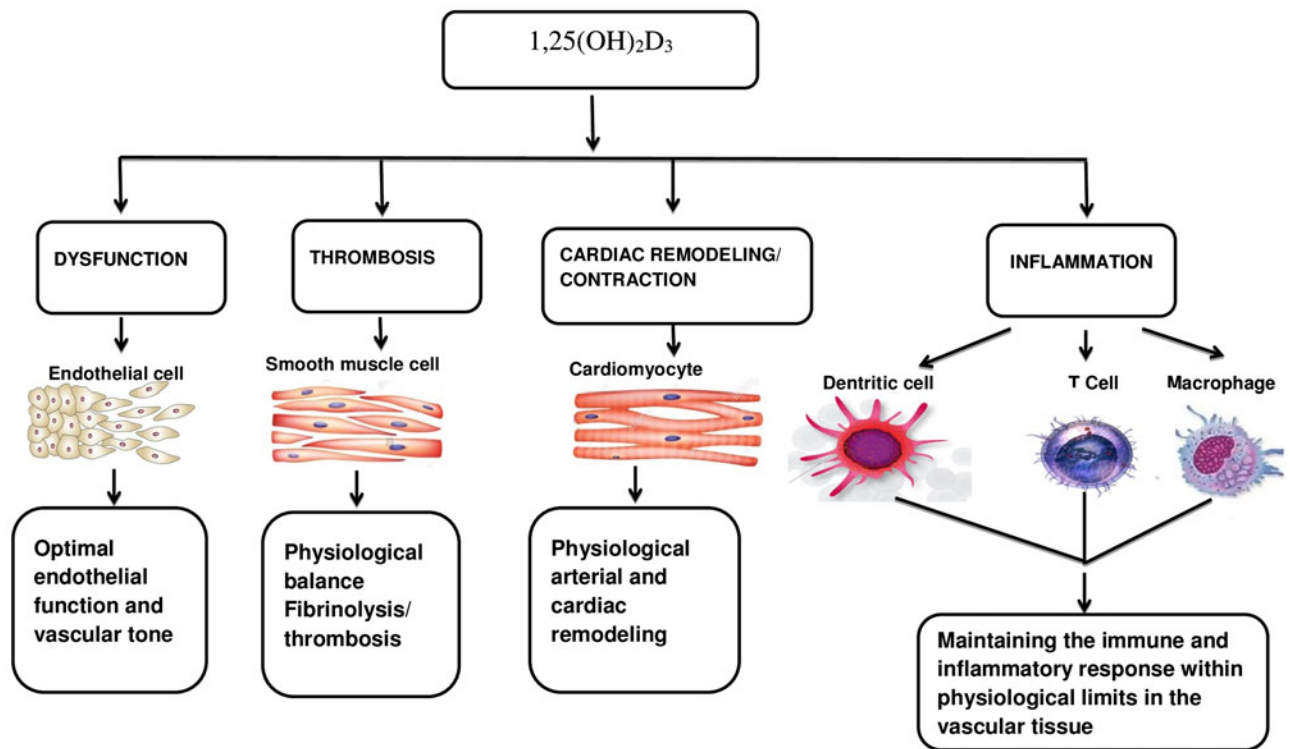 1,25(OH)₂D₃
DYSFUNCTION
THROMBOSIS
CARDIAC REMODELING/
CONTRACTION
INFLAMMATION
Endothelial cell
Smooth muscle cell
Cardiomyocyte
Dentritic cell
T Cell
Macrophage
Optimal
endothelial
function and
vascular tone
Physiological
balance
Fibrinolysis/
thrombosis
Physiological
arterial and
cardiac
remodeling
Maintaining the immune and
inflammatory response within
physiological limits in the
vascular tissue